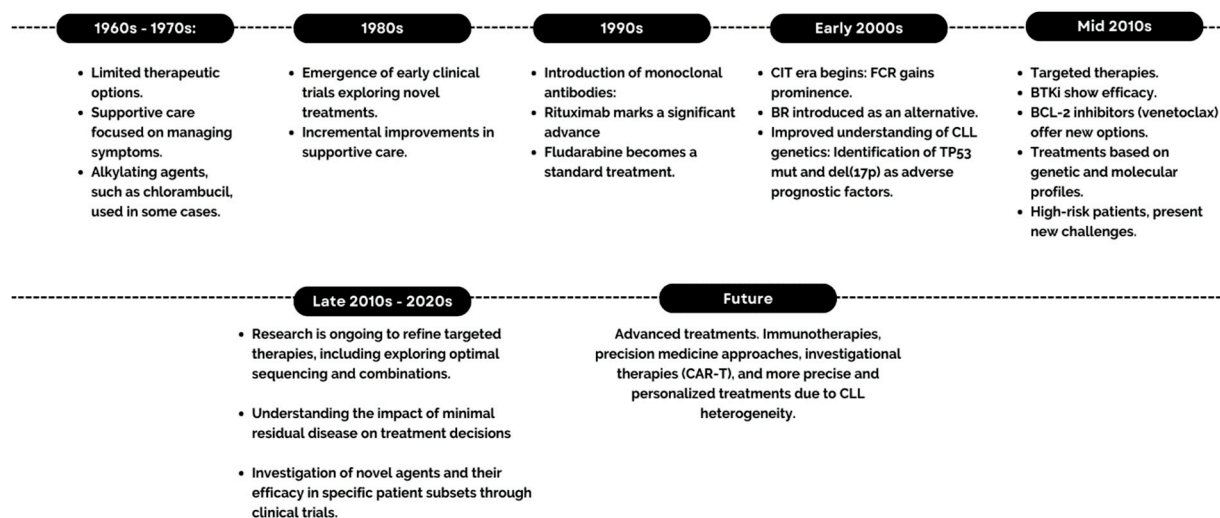 1960s - 1970s:
• Limited therapeutic
options.
• Supportive care
focused on managing
symptoms.
• Alkylating agents,
such as chlorambucil,
used in some cases.
1980s
• Emergence of early clinical
trials exploring novel
treatments.
• Incremental improvements in
supportive care.
1990s
• Introduction of monoclonal
antibodies:
• Rituximab marks a significant
advance
• Fludarabine becomes a
standard treatment.
Early 2000s
• CIT era begins: FCR gains
prominence.
• BR introduced as an alternative.
• Improved understanding of CLL
genetics: Identification of TP53
mut and del(17p) as adverse
prognostic factors.
Mid 2010s
• Targeted therapies.
• BTKi show efficacy.
• BCL-2 inhibitors (venetoclax)
offer new options.
• Treatments based on
genetic and molecular
profiles.
• High-risk patients, present
new challenges.
Late 2010s - 2020s
• Research is ongoing to refine targeted
therapies, including exploring optimal
sequencing and combinations.
• Understanding the impact of minimal
residual disease on treatment decisions
• Investigation of novel agents and their
efficacy in specific patient subsets through
clinical trials.
Future
Advanced treatments. Immunotherapies,
precision medicine approaches, investigational
therapies (CAR-T), and more precise and
personalized treatments due to CLL
heterogeneity.